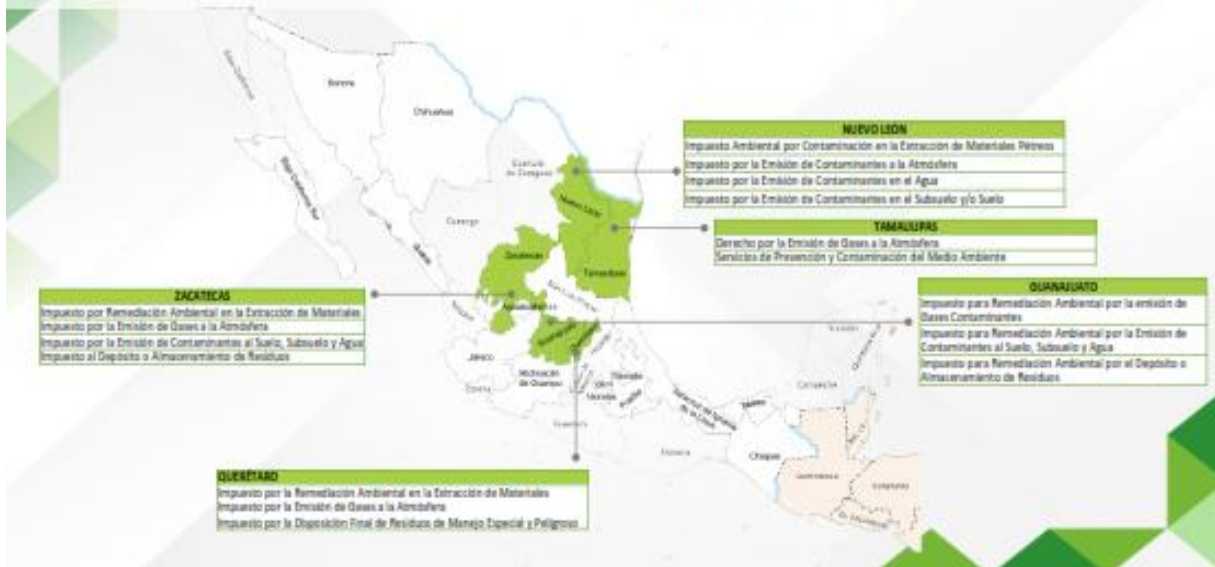 Sonora
Chihuahua
Coahuila
de Zaragoza
Baja California Sur
Durango
Nuevo León
Zacatecas
Tamaulipas
Aguascalientes
Jalisco
Michoacán
de Ocampo
Colima
Morelos
Puebla
Oaxaca
Chiapas
Campeche
Guatemala
El Salvador
NUEVO LEÓN
Impuesto Ambiental por Contaminación en la Extracción de Materiales Pétreos
Impuesto por la Emisión de Contaminantes a la Atmósfera
Impuesto por la Emisión de Contaminantes en el Agua
Impuesto por la Emisión de Contaminantes en el Subsuelo y/o Suelo
TAMAULIPAS
Derecho por la Emisión de Gases a la Atmósfera
Servicios de Prevención y Contaminación del Medio Ambiente
ZACATECAS
Impuesto por Remediación Ambiental en la Extracción de Materiales
Impuesto por la Emisión de Gases a la Atmósfera
Impuesto por la Emisión de Contaminantes al Suelo, Subsuelo y Agua
Impuesto al Depósito o Almacenamiento de Residuos
GUANAJUATO
Impuesto para Remediación Ambiental por la emisión de
Gases Contaminantes
Impuesto para Remediación Ambiental por la Emisión de
Contaminantes al Suelo, Subsuelo y Agua
Impuesto para Remediación Ambiental por el Depósito o
Almacenamiento de Residuos
QUERÉTARO
Impuesto por la Remediación Ambiental en la Extracción de Materiales
Impuesto por la Emisión de Gases a la Atmósfera
Impuesto por la Disposición Final de Residuos de Manejo Especial y Peligroso